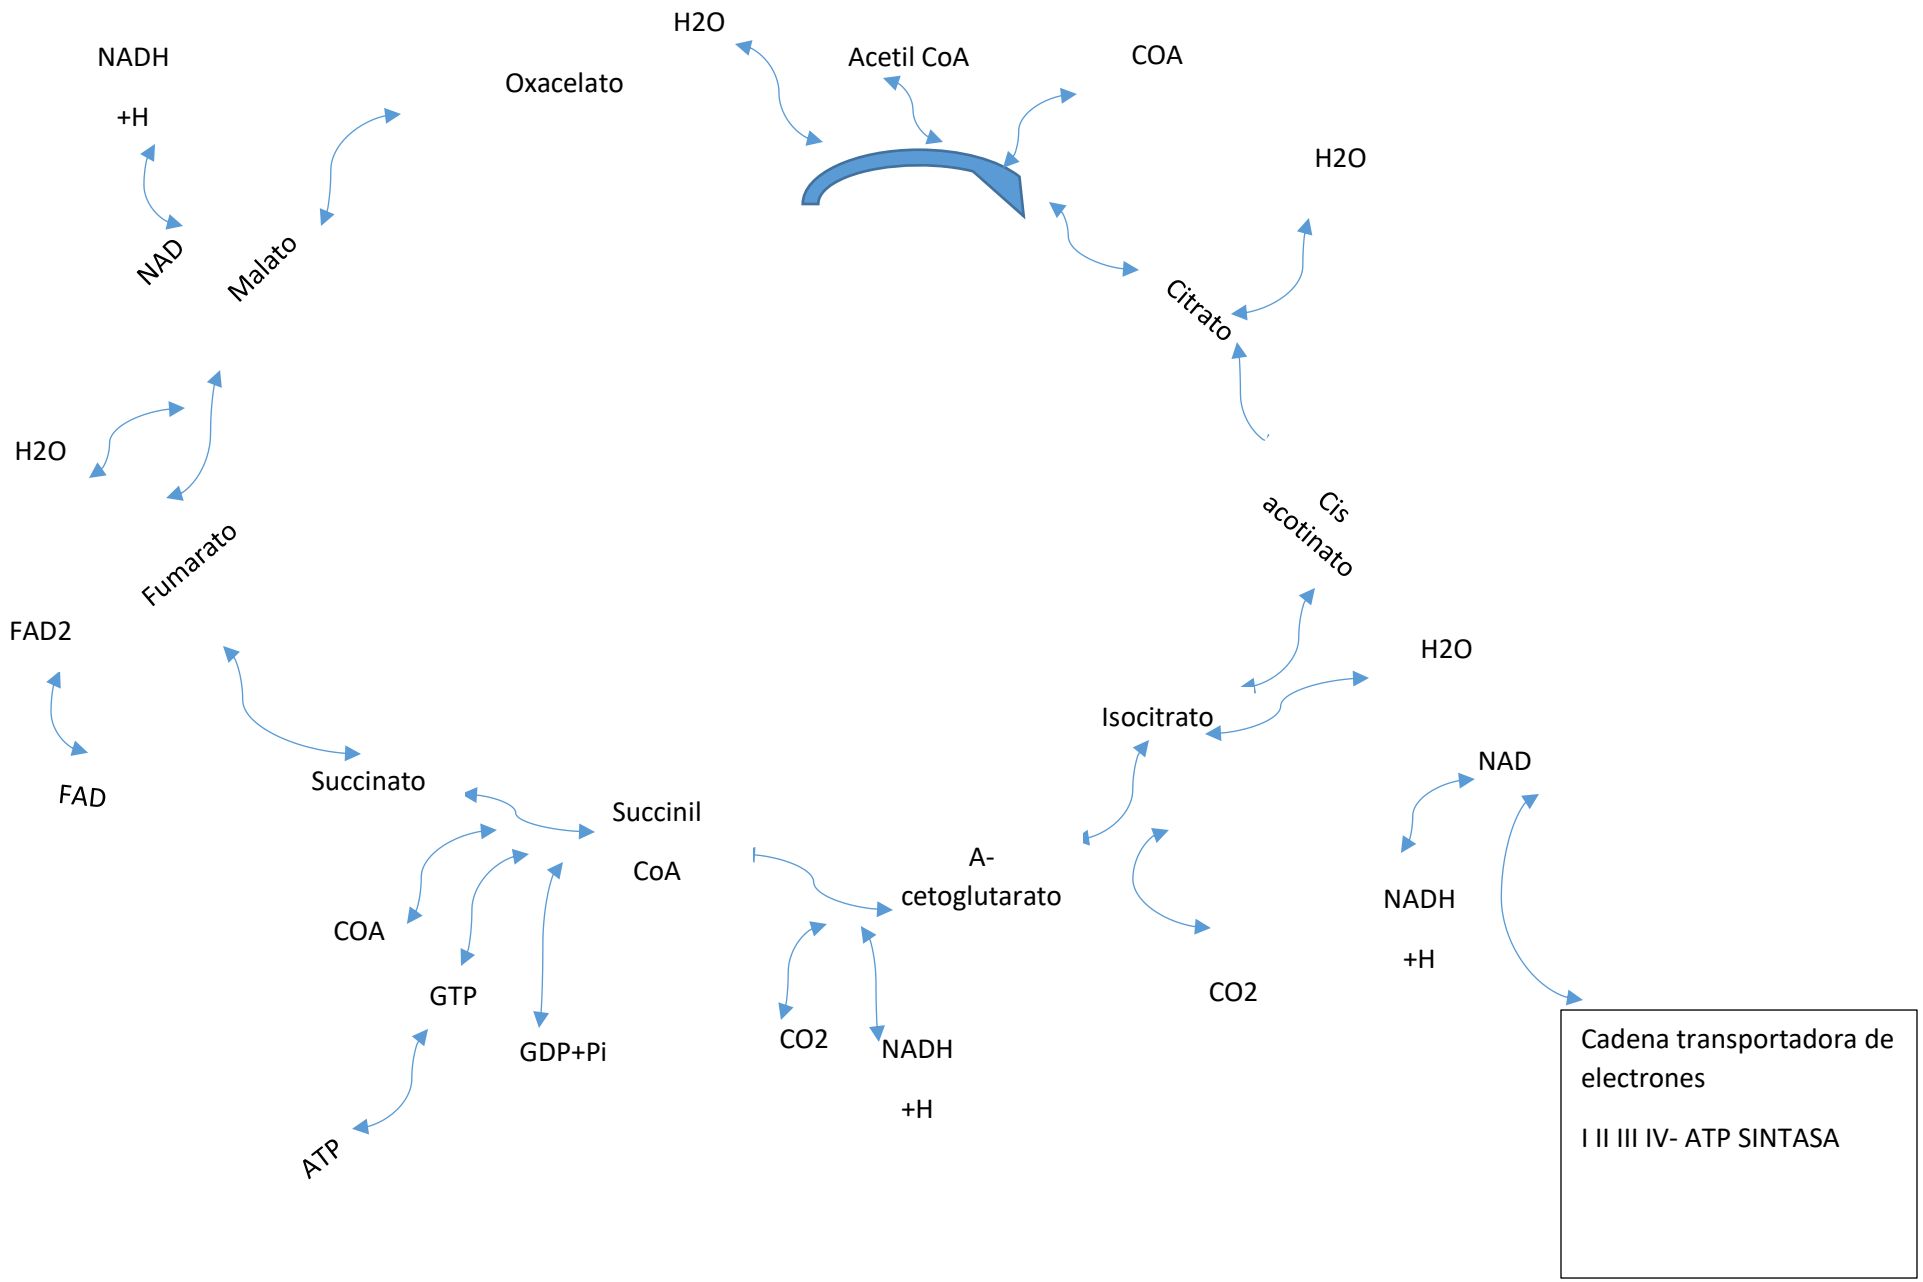 H2O
NADH
+H
Oxacelato
Acetil CoA
COA
H2O
NAD
Malato
Citrato
H2O
Cis
acotinato
Fumarato
FAD2
H2O
Isocitrato
NAD
FAD
Succinato
Succinil
CoA
A-
cetoglutarato
NADH
+H
COA
GTP
GDP+Pi
CO2
NADH
+H
CO2
ATP
Cadena transportadora de
electrones
I II III IV- ATP SINTASA